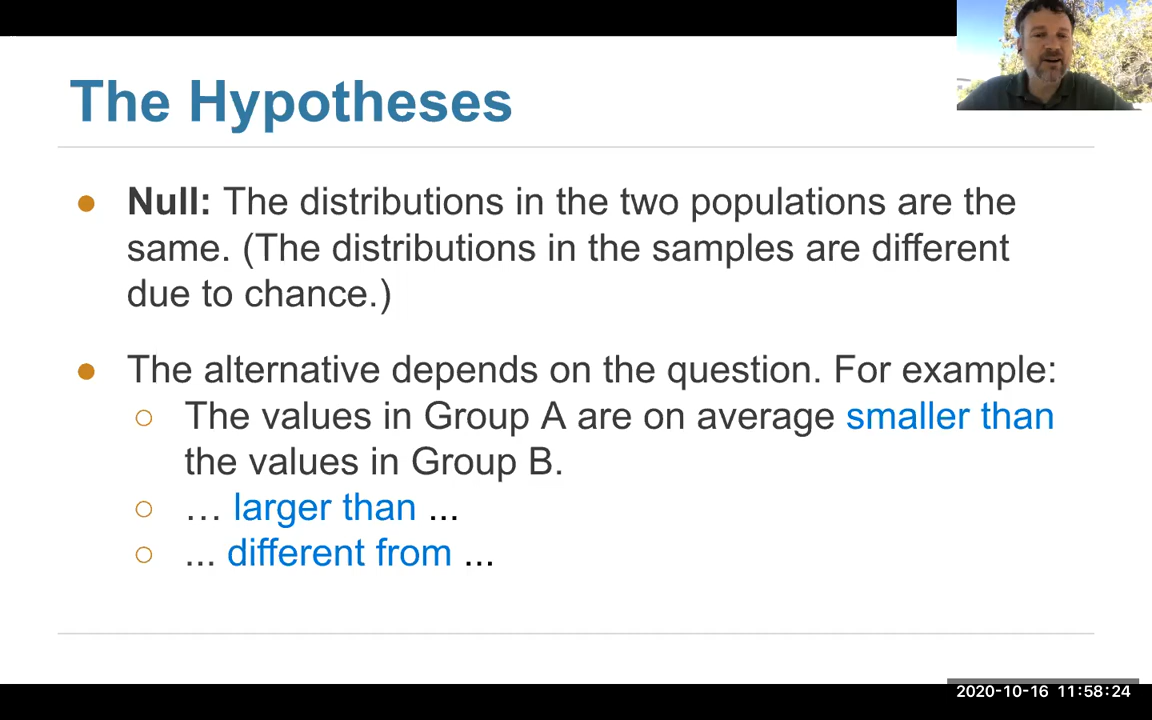 The Hypotheses
● Null: The distributions in the two populations are the
same. (The distributions in the samples are different
due to chance.)
● The alternative depends on the question. For example:
○ The values in Group A are on average smaller than
the values in Group B.
○ … larger than ...
○ ... different from ...
2020-10-16 11:58:24